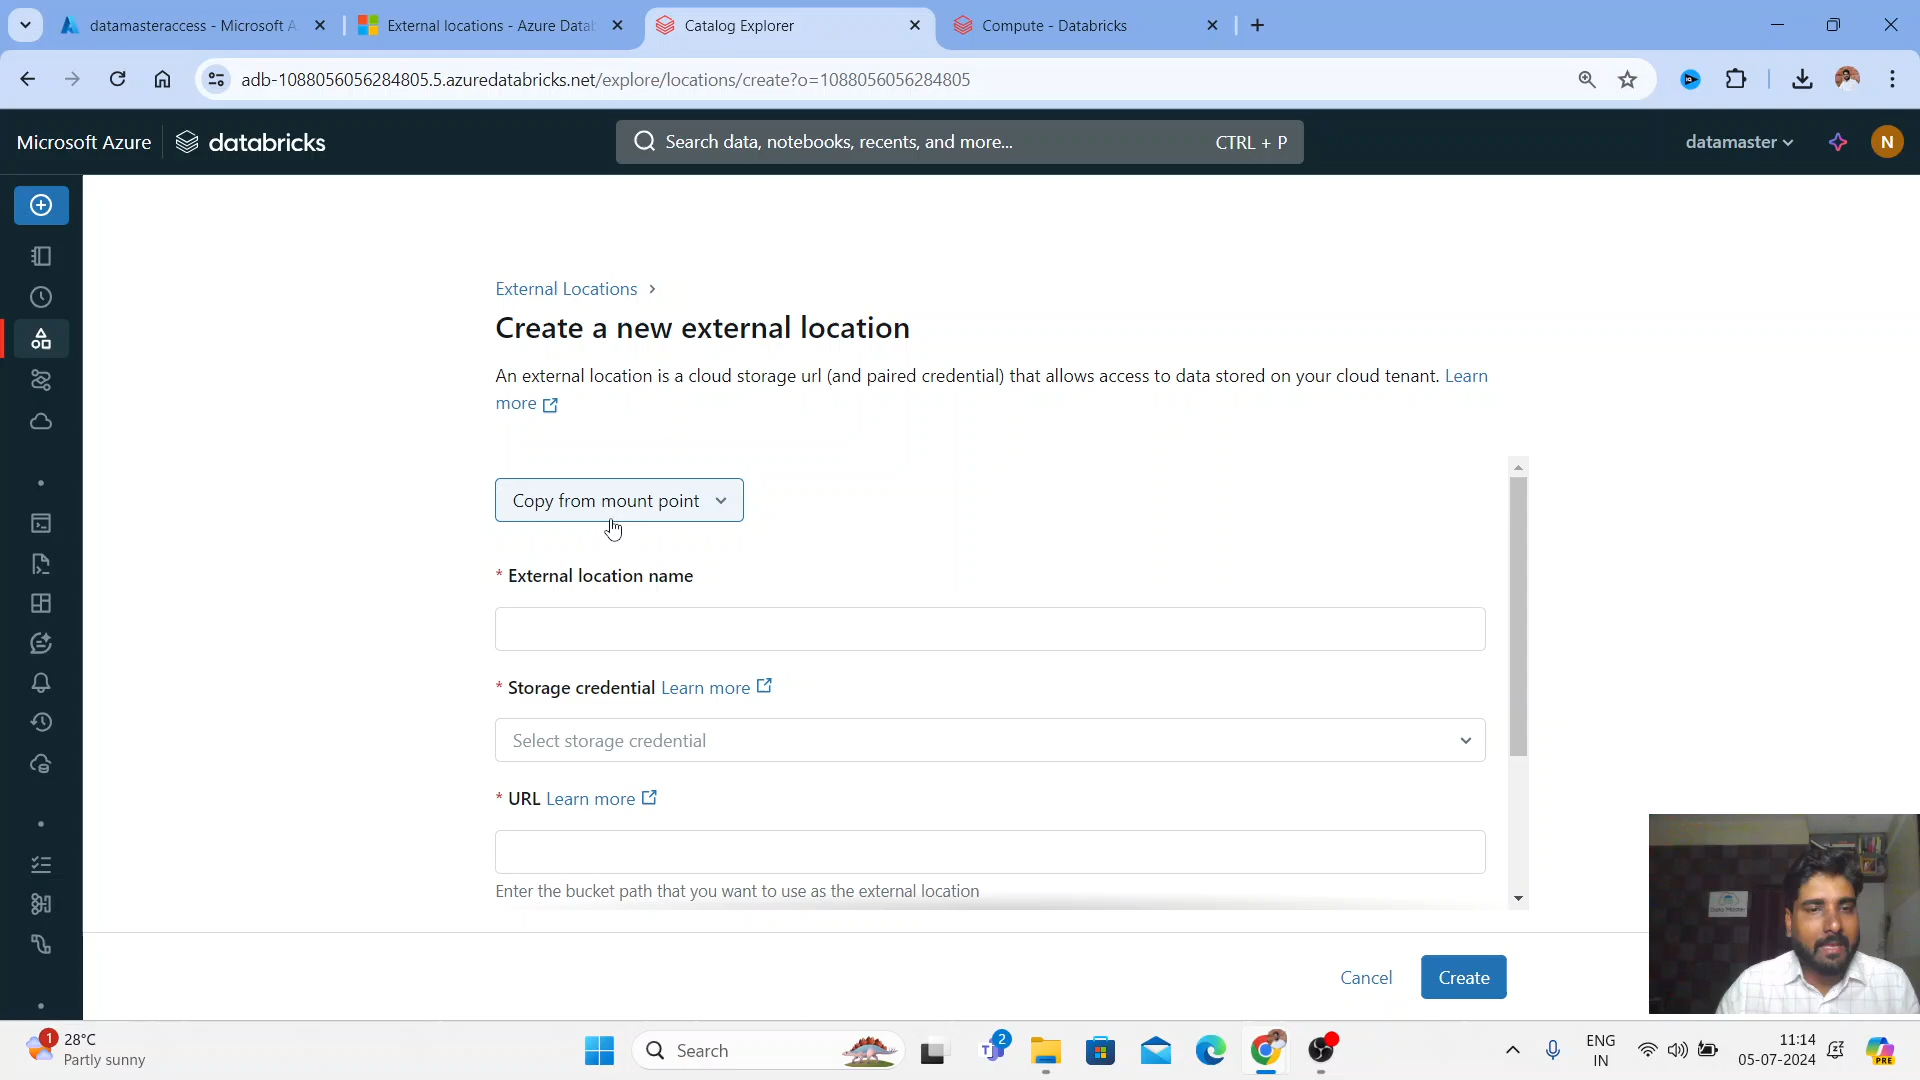 datamasteraccess - Microsoft A
External locations - Azure Datab
Catalog Explorer
Compute - Databricks
adb-1088056056284805.5.azuredatabricks.net/explore/locations/create?o=1088056056284805
Microsoft Azure
databricks
Search data, notebooks, recents, and more...
CTRL + P
datamaster
N
External Locations
Create a new external location
An external location is a cloud storage url (and paired credential) that allows access to data stored on your cloud tenant. Learn
more
Copy from mount point
* External location name
* Storage credential Learn more
Select storage credential
* URL Learn more
Enter the bucket path that you want to use as the external location
Cancel
Create
1
28°C
Partly sunny
Search
2
ENG
IN
11:14
05-07-2024
PRE